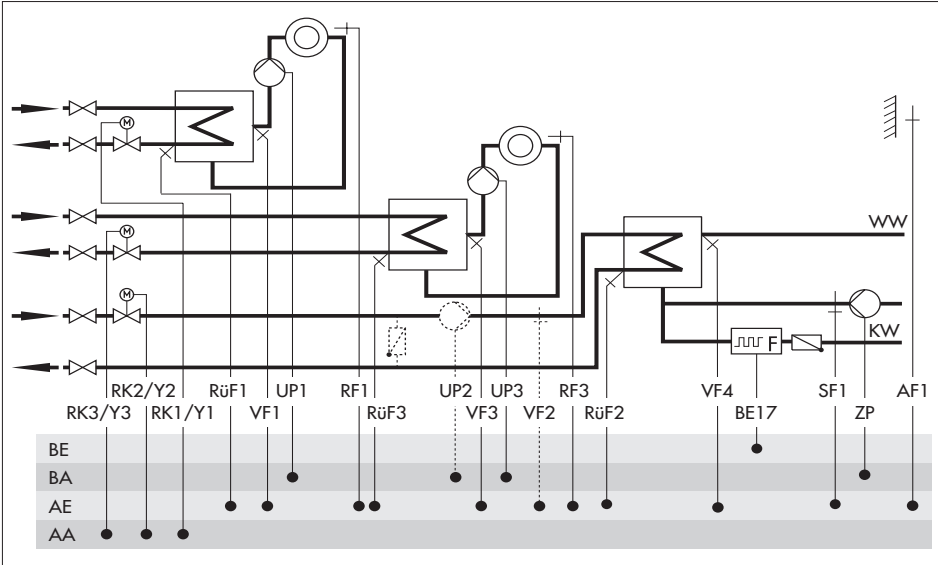 M
M
M
WW
KW
F
RK2/Y2 RüF1 UP1 RF1 UP2 UP3 RF3 VF4 SF1 AF1
RK3/Y3 RK1/Y1 VF1 RüF3 VF3 VF2 RüF2 BE17 ZP
BE
BA
AE
AA